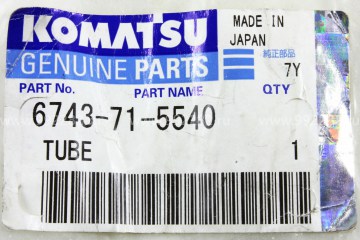 KOMATSU
MADE IN
JAPAN
GENUINE PARTS
純正部品
7Y
PART No. PART NAME QTY
6743-71-5540
TUBE 1